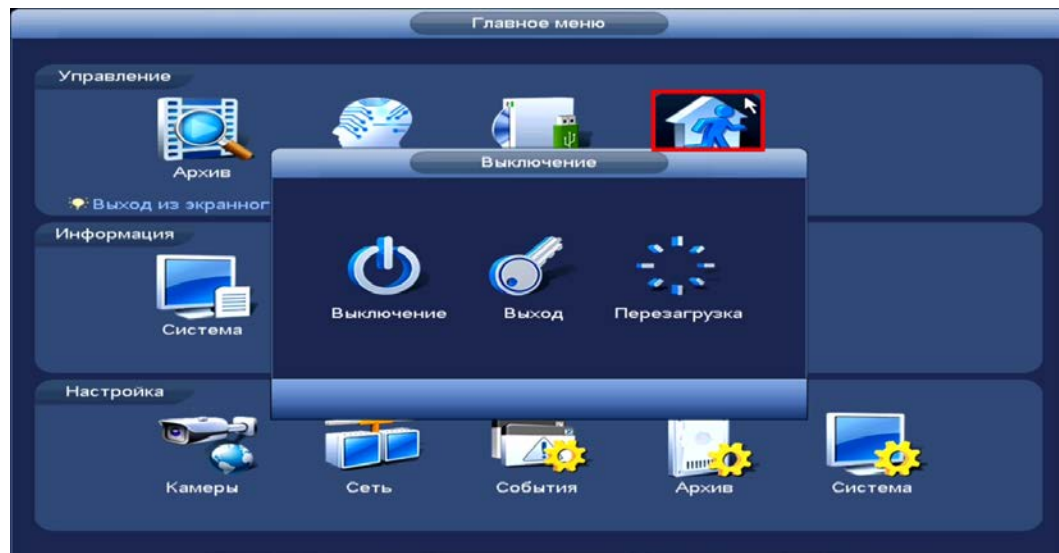 Главное меню
Управление
Архив
Выход из экранног
Выключение
Выключение
Выход
Перезагрузка
Информация
Система
Настройка
Камеры
Сеть
События
Архив
Система